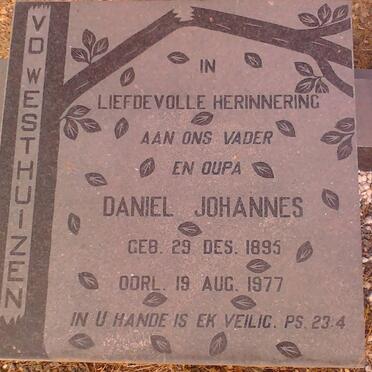 VD WESTHUIZEN
IN
LIEFDEVOLLE HERINNERING
AAN ONS VADER
EN OUPA
DANIEL JOHANNES
GEB. 29 DES. 1895
OORL. 19 AUG. 1977
IN U HANDE IS EK VEILIG. PS. 23:4